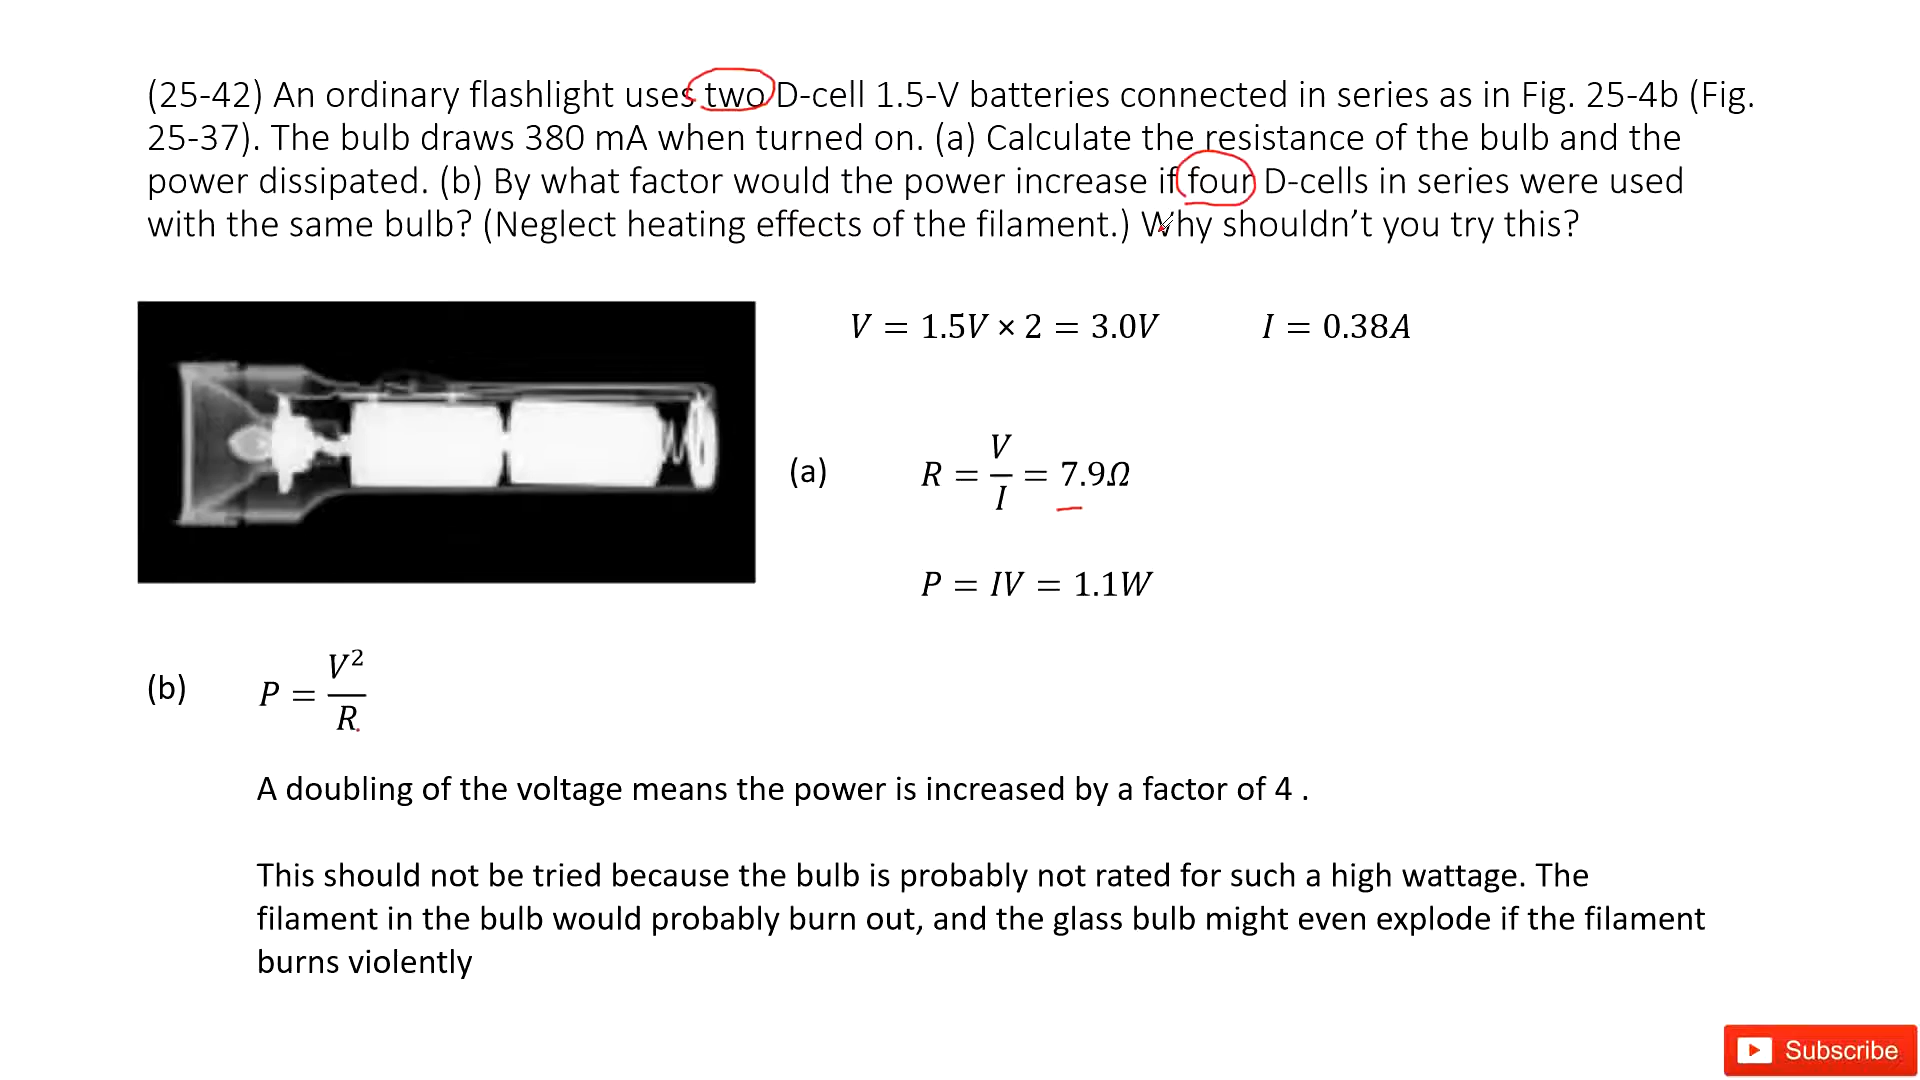 (25-42) An ordinary flashlight uses two D-cell 1.5-V batteries connected in series as in Fig. 25-4b (Fig.
25-37). The bulb draws 380 mA when turned on. (a) Calculate the resistance of the bulb and the
power dissipated. (b) By what factor would the power increase if four D-cells in series were used
with the same bulb? (Neglect heating effects of the filament.) Why shouldn’t you try this?
V = 1.5V × 2 = 3.0V I = 0.38A
(a) R = V/I = 7.9Ω
P = IV = 1.1W
(b) P = V²/R
A doubling of the voltage means the power is increased by a factor of 4 .
This should not be tried because the bulb is probably not rated for such a high wattage. The
filament in the bulb would probably burn out, and the glass bulb might even explode if the filament
burns violently
Subscribe